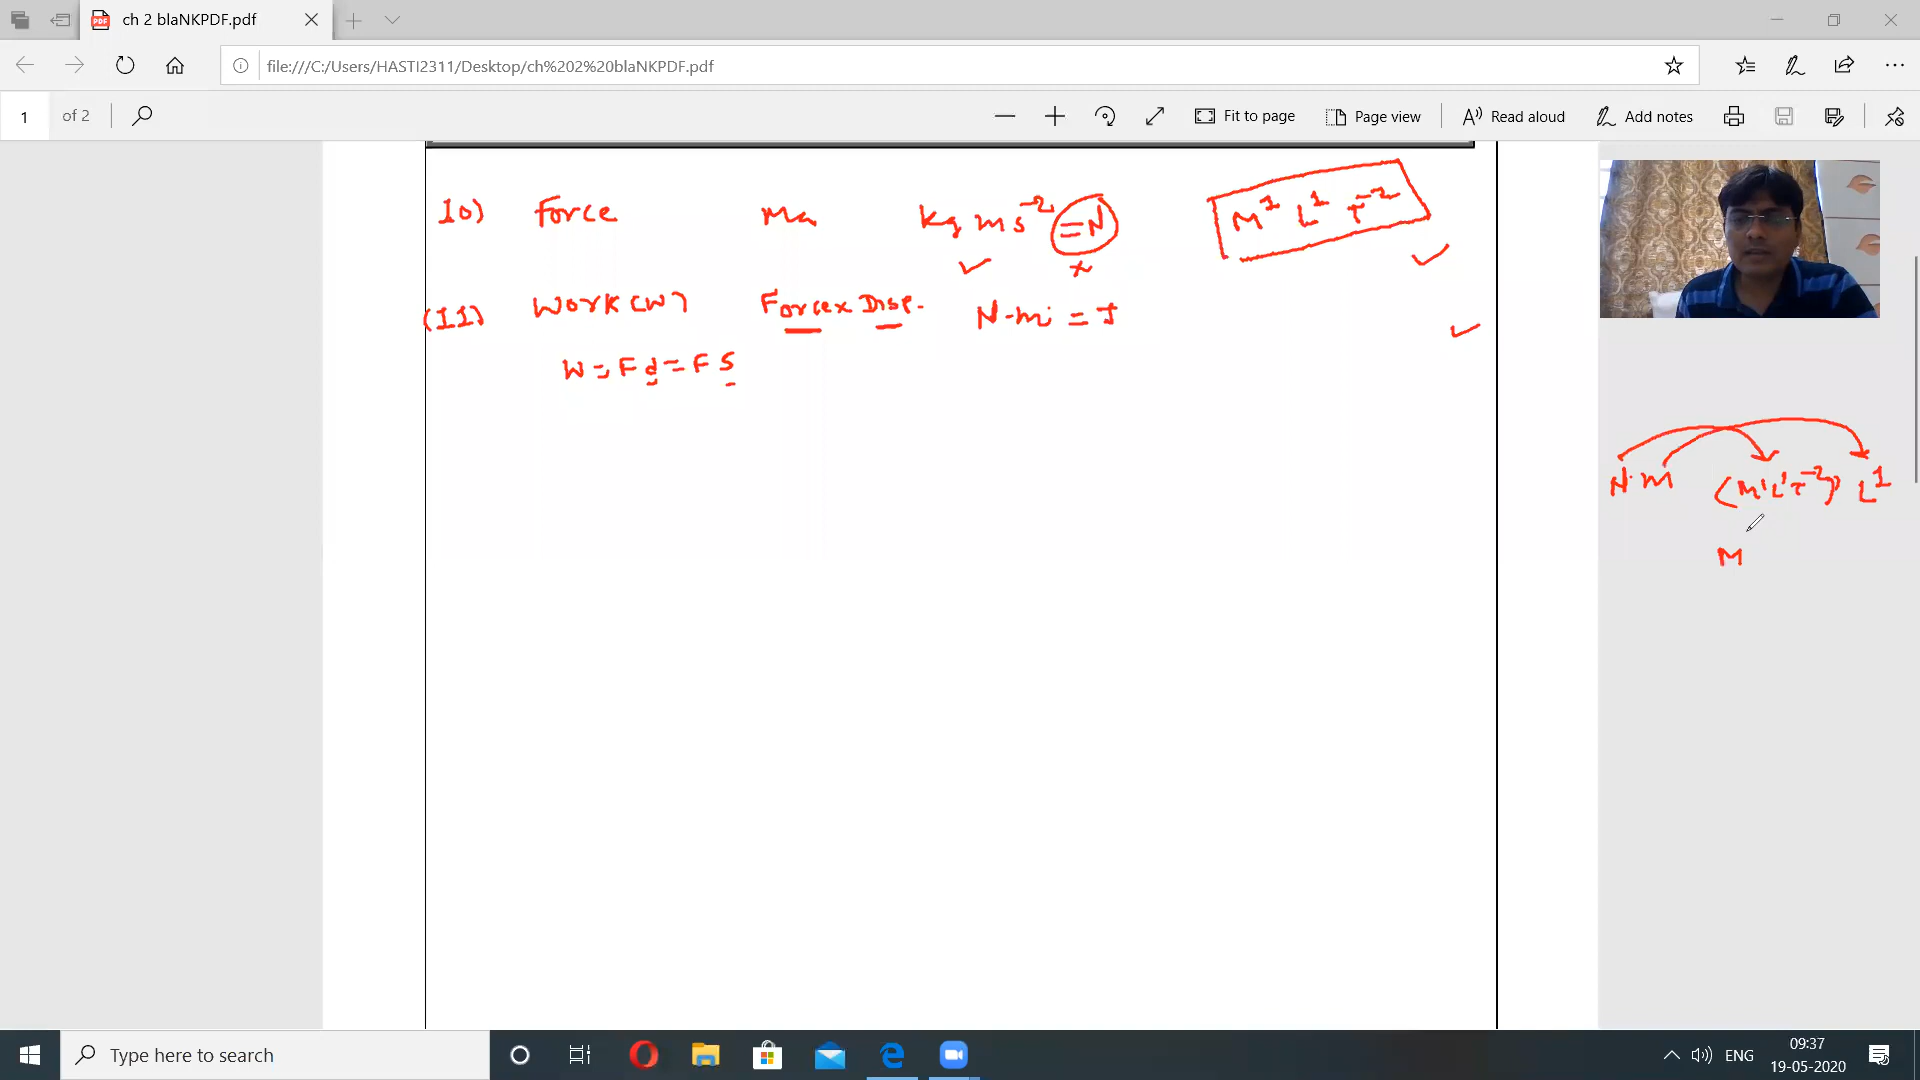 ch 2 blaNKPDF.pdf
file:///C:/Users/HASTI2311/Desktop/ch%202%20blaNKPDF.pdf
1 of 2
Fit to page
Page view
Read aloud
Add notes
10) Force Ma kg m s⁻² = N M¹ L¹ T⁻²
(11) Work (W) Force x Disp. N·m = J
W = Fd = FS
N·m (M¹L¹T⁻²) L¹
M
Type here to search
ENG
09:37
19-05-2020